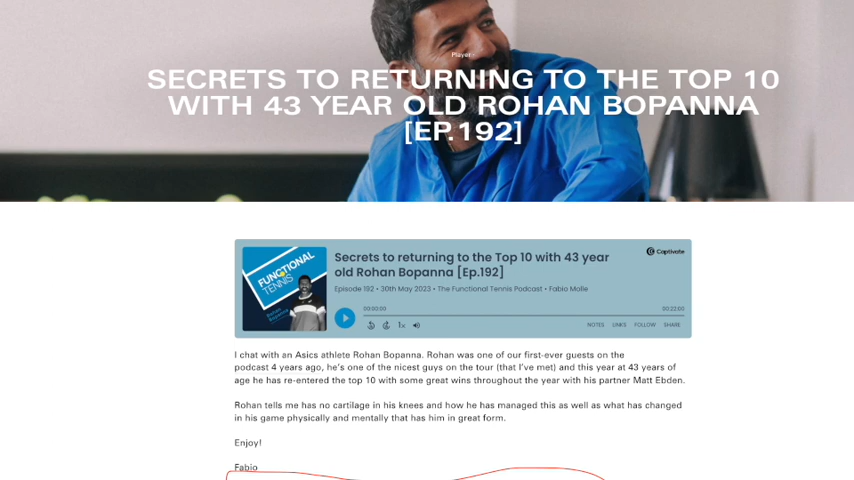 Player
SECRETS TO RETURNING TO THE TOP 10
WITH 43 YEAR OLD ROHAN BOPANNA
[EP.192]
FUNCTIONAL
TENNIS
Rohan
Bopanna
Secrets to returning to the Top 10 with 43 year
old Rohan Bopanna [Ep.192]
Captivate
Episode 192 • 30th May 2023 • The Functional Tennis Podcast • Fabio Molle
00:00:00
00:22:00
1x
NOTES LINKS FOLLOW SHARE
I chat with an Asics athlete Rohan Bopanna. Rohan was one of our first-ever guests on the
podcast 4 years ago, he's one of the nicest guys on the tour (that I've met) and this year at 43 years of
age he has re-entered the top 10 with some great wins throughout the year with his partner Matt Ebden.
Rohan tells me has no cartilage in his knees and how he has managed this as well as what has changed
in his game physically and mentally that has him in great form.
Enjoy!
Fabio